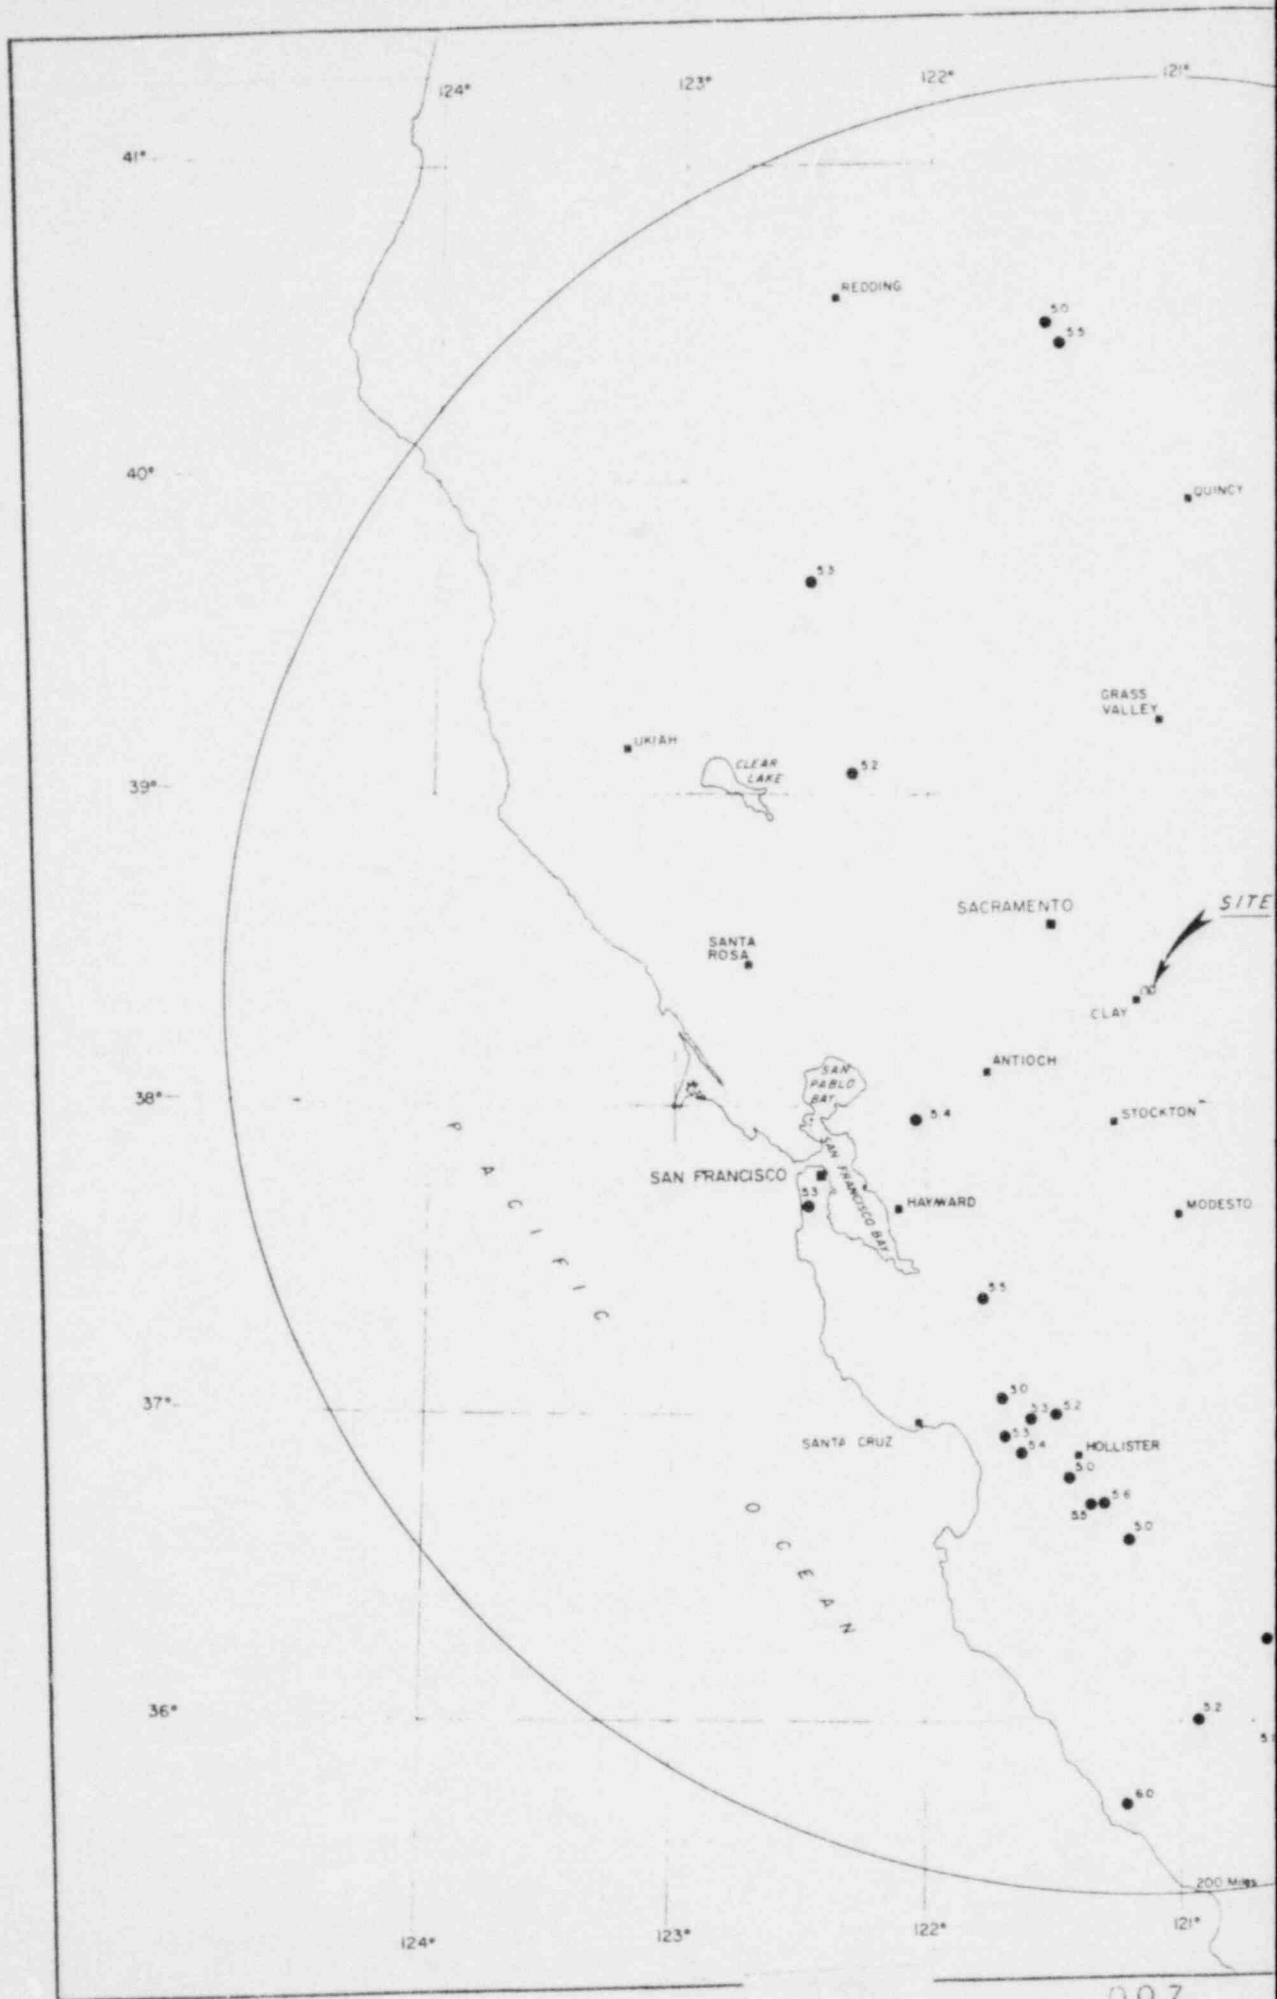 124°
123°
122°
121°
41°
REDDING
5.0
5.5
40°
QUINCY
5.3
GRASS
VALLEY
UKIAH
CLEAR
LAKE
5.2
39°
SITE
SACRAMENTO
SANTA
ROSA
CLAY
ANTIOCH
SAN
PABLO
BAY
38°
5.4
STOCKTON
SAN FRANCISCO
SAN FRANCISCO BAY
5.3
HAYWARD
MODESTO
PACIFIC
5.5
37°
5.0
5.3
5.2
5.3
5.4
SANTA CRUZ
HOLLISTER
5.0
5.5
5.6
5.0
OCEAN
36°
5.2
6.0
200 Miles
124°
123°
122°
121°